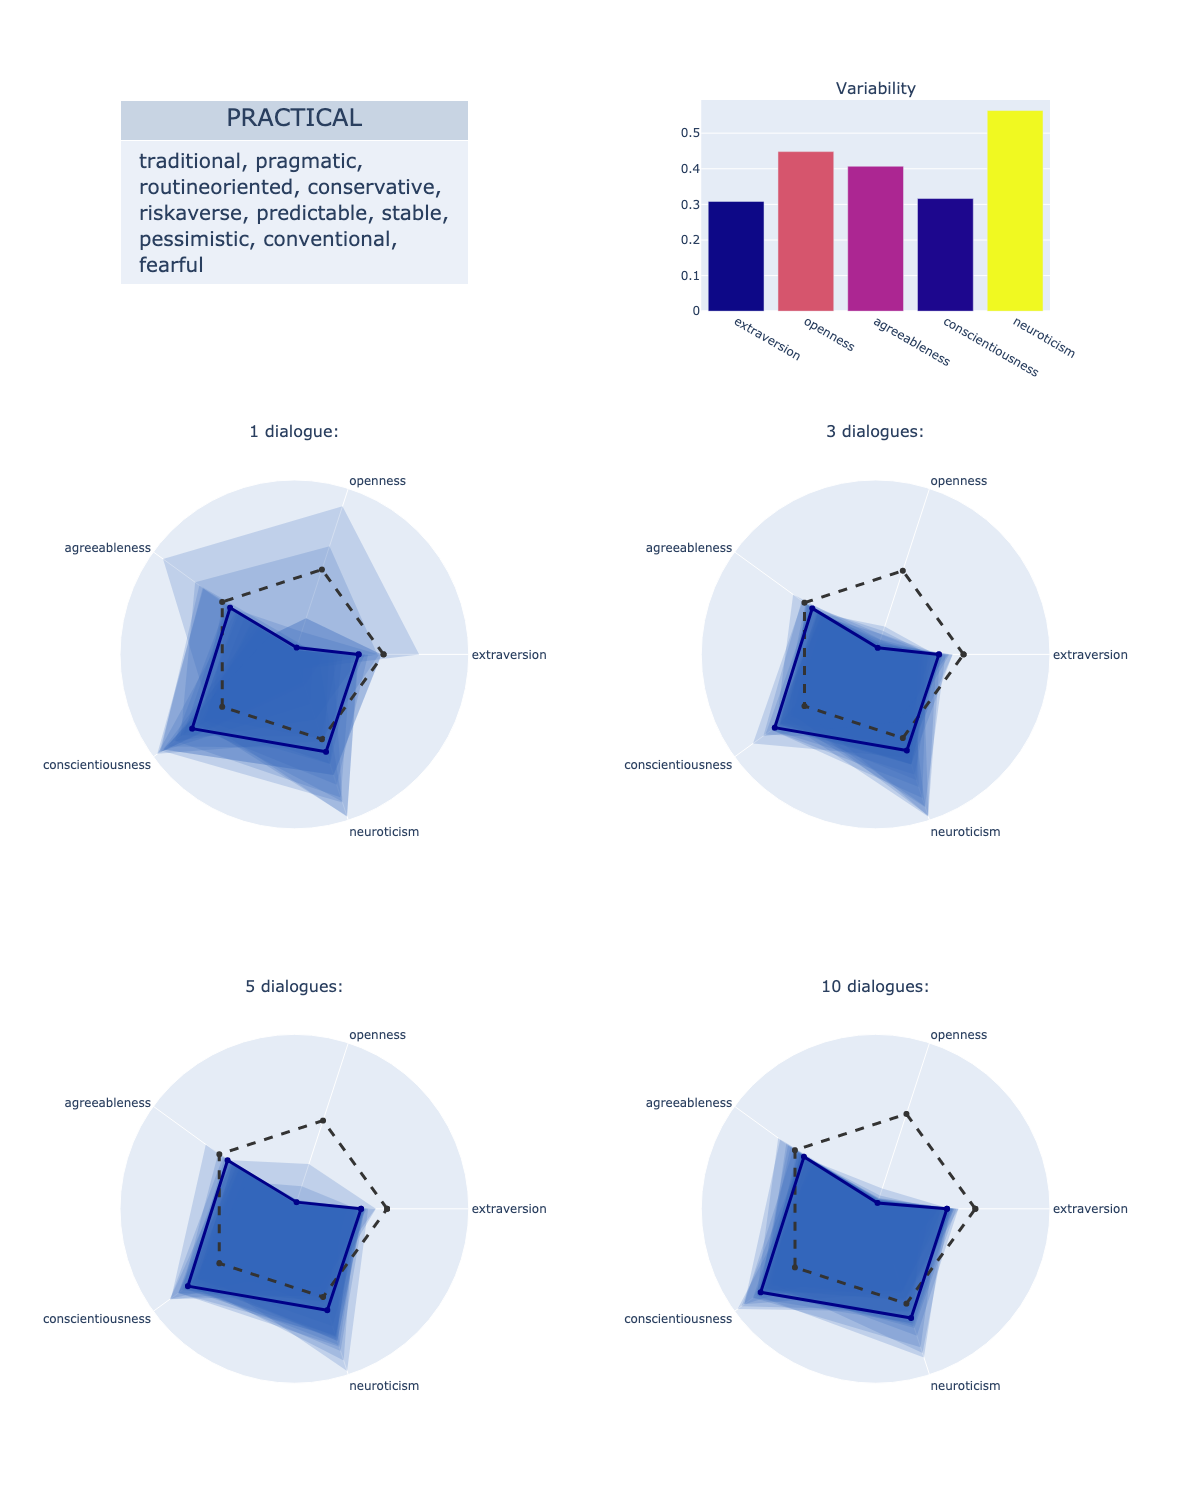 PRACTICAL
traditional, pragmatic,
routineoriented, conservative,
riskaverse, predictable, stable,
pessimistic, conventional,
fearful
Variability
0.5
0.4
0.3
0.2
0.1
0
extraversion
openness
agreeableness
conscientiousness
neuroticism
1 dialogue:
openness
agreeableness
extraversion
conscientiousness
neuroticism
3 dialogues:
openness
agreeableness
extraversion
conscientiousness
neuroticism
5 dialogues:
openness
agreeableness
extraversion
conscientiousness
neuroticism
10 dialogues:
openness
agreeableness
extraversion
conscientiousness
neuroticism